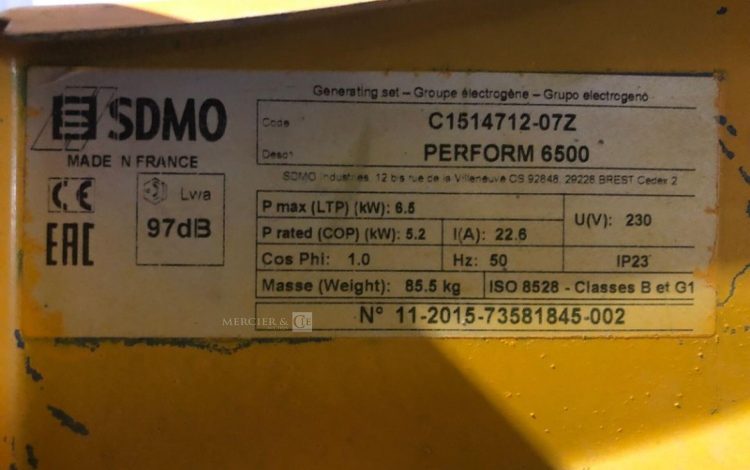 Generating set – Groupe électrogène – Grupo electrogeno
SDMO
MADE IN FRANCE
Code C1514712-07Z
Desc. PERFORM 6500
SDMO Industries, 12 bis rue de la Villeneuve CS 92848, 29228 BREST Cedex 2
CE
Lwa
97dB
EAC
P max (LTP) (kW): 6.5
U(V): 230
P rated (COP) (kW): 5.2 I(A): 22.6
Cos Phi: 1.0 Hz: 50 IP23
Masse (Weight): 85.5 kg ISO 8528 - Classes B et G1
N° 11-2015-73581845-002
MERCIER & CIE